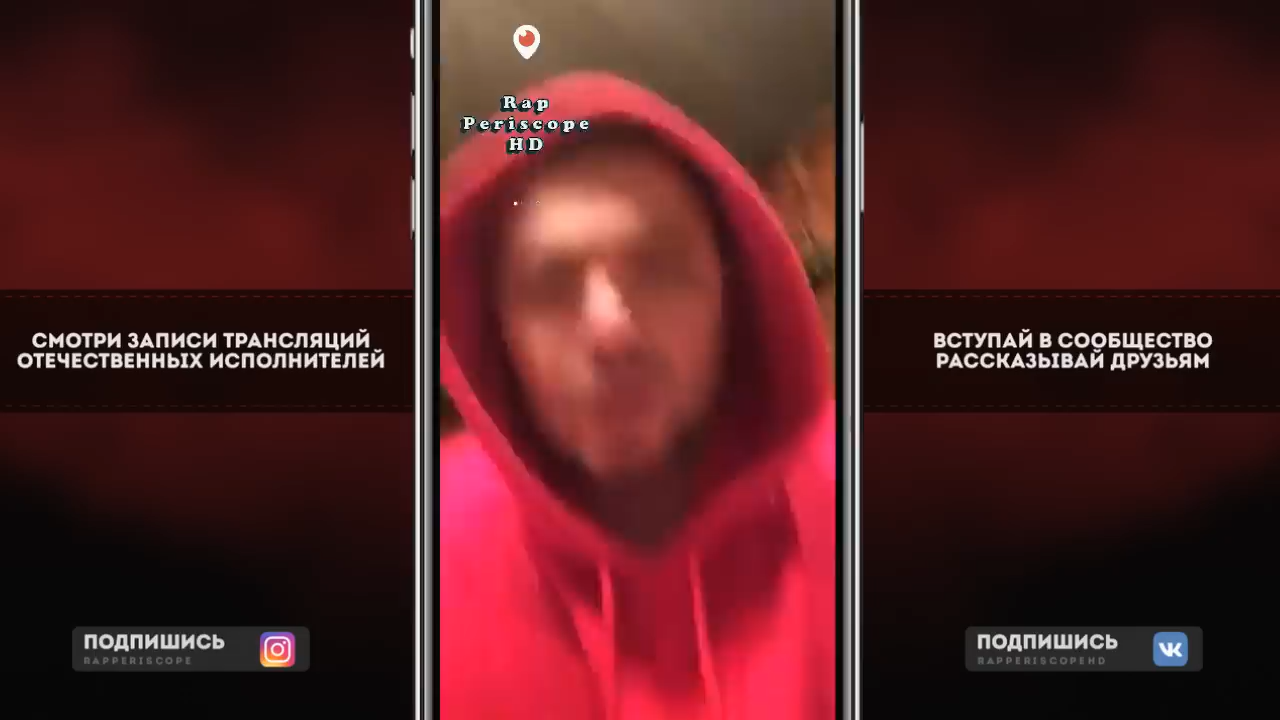 Rap
Periscope
HD
СМОТРИ ЗАПИСИ ТРАНСЛЯЦИЙ
ОТЕЧЕСТВЕННЫХ ИСПОЛНИТЕЛЕЙ
ВСТУПАЙ В СООБЩЕСТВО
РАССКАЗЫВАЙ ДРУЗЬЯМ
ПОДПИШИСЬ
RAPPERISCOPE
ПОДПИШИСЬ
RAPPERISCOPEHD